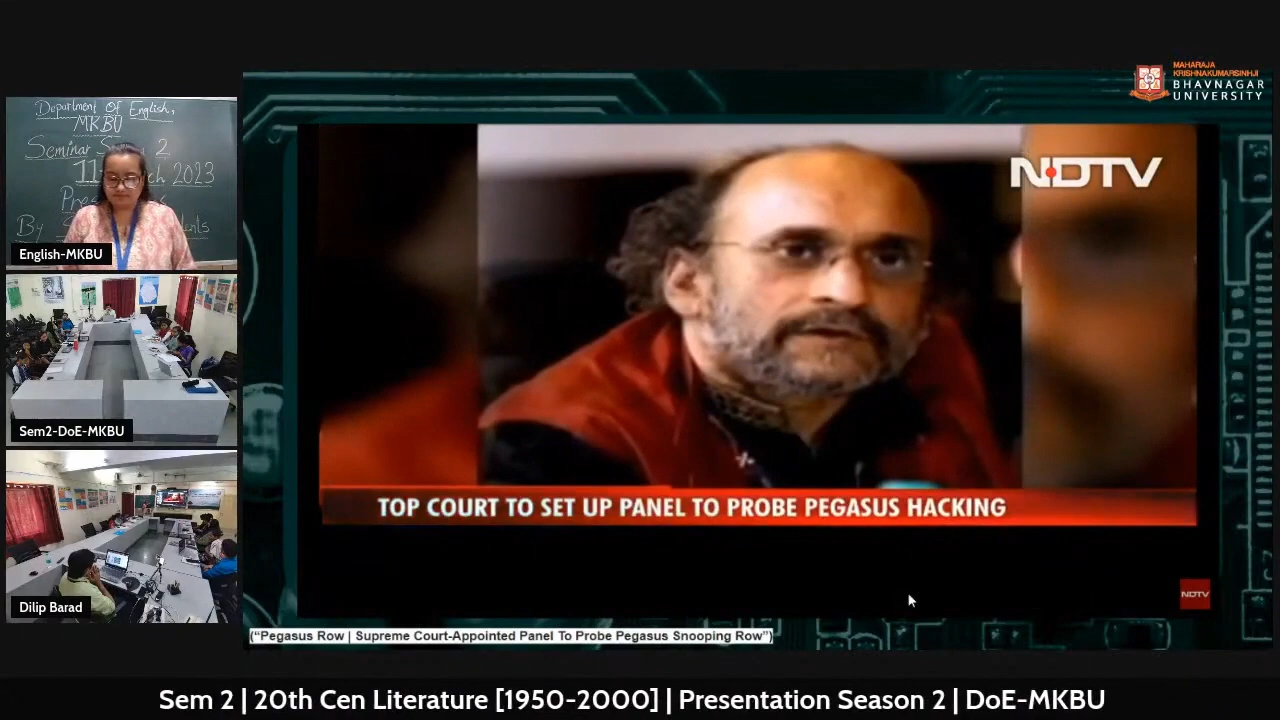 MAHARAJA
KRISHNAKUMARSINHJI
BHAVNAGAR
UNIVERSITY
Department Of English,
MKBU
Seminar
2
11
ch 2023
By
English-MKBU
Sem2-DoE-MKBU
Dilip Barad
NDTV
TOP COURT TO SET UP PANEL TO PROBE PEGASUS HACKING
NDTV
("Pegasus Row | Supreme Court-Appointed Panel To Probe Pegasus Snooping Row")
Sem 2 | 20th Cen Literature [1950-2000] | Presentation Season 2 | DoE-MKBU